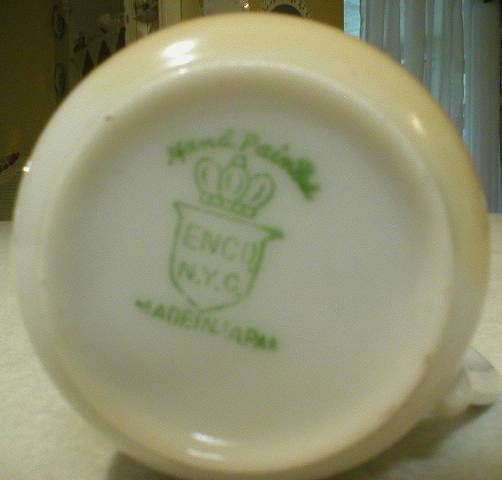 Hand Painted
ENCO
N.Y.C.
MADE IN JAPAN